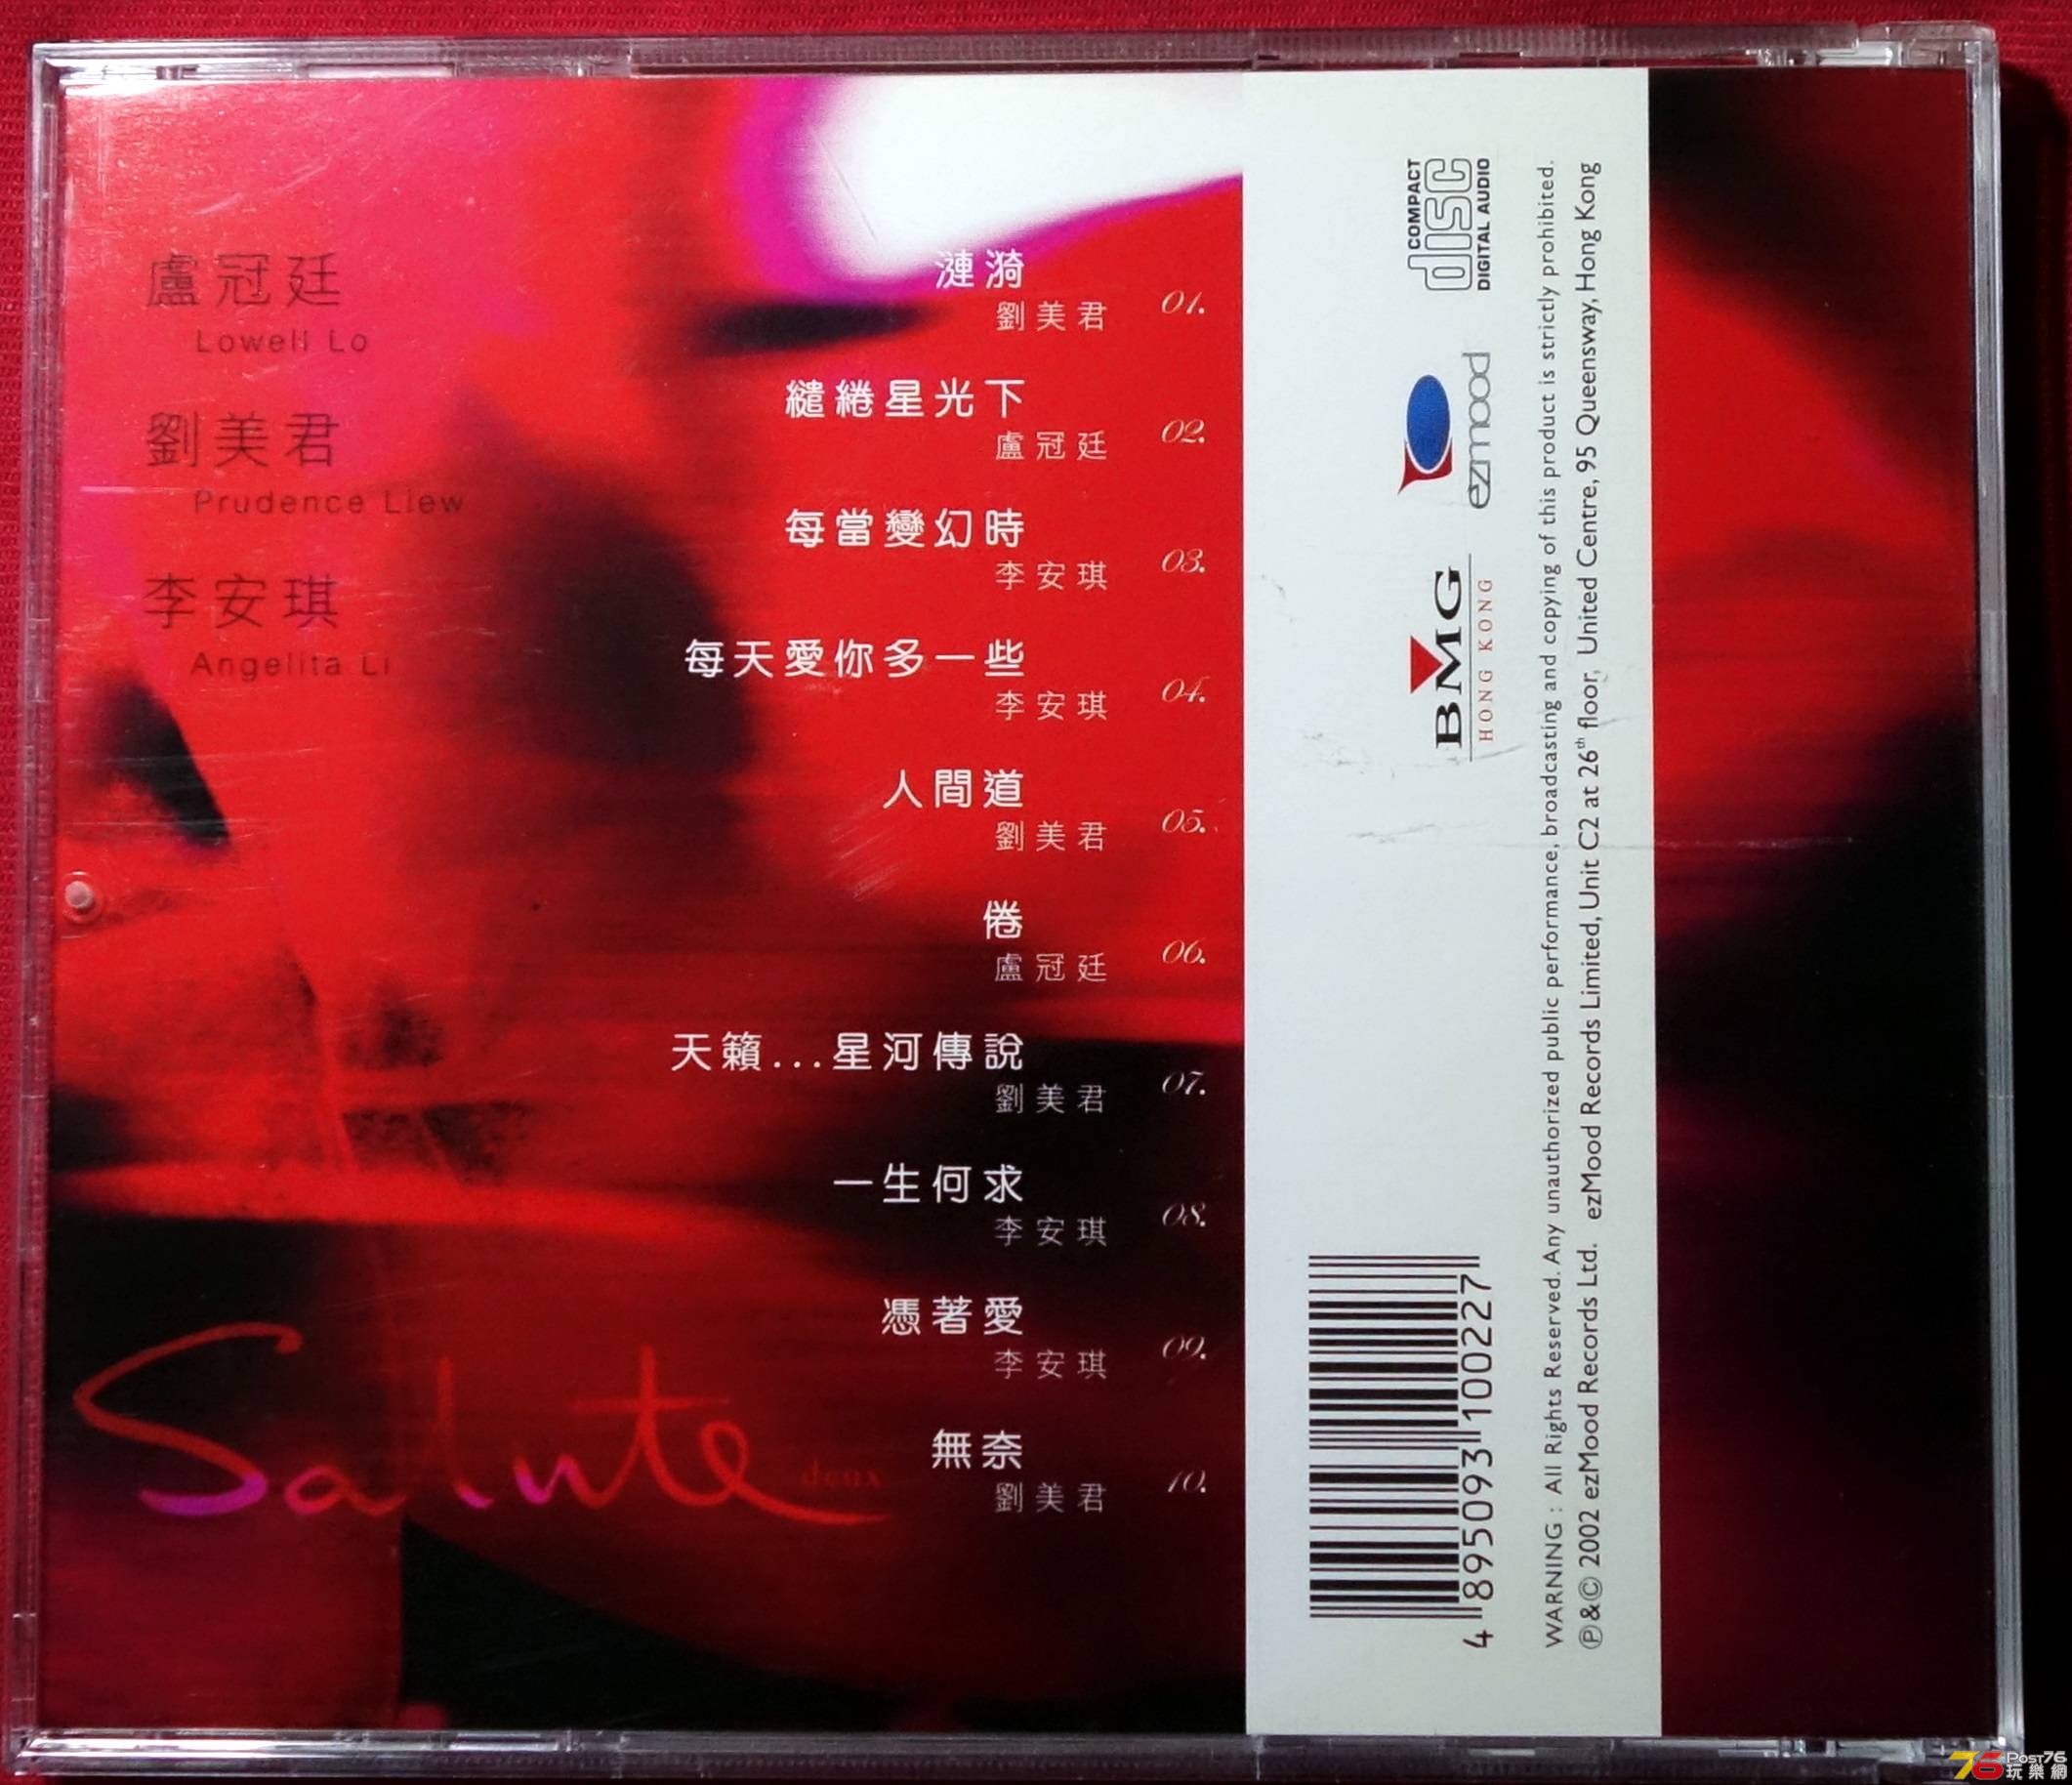 盧冠廷
Lowell Lo
劉美君
Prudence Liew
李安琪
Angelita Li
漣漪
劉美君
01.
繾綣星光下
盧冠廷
02.
每當變幻時
李安琪
03.
每天愛你多一些
李安琪
04.
人間道
劉美君
05.
倦
盧冠廷
06.
天籟...星河傳說
劉美君
07.
一生何求
李安琪
08.
憑著愛
李安琪
09.
無奈
劉美君
10.
Salute deux
COMPACT
disc
DIGITAL AUDIO
ezmood
BMG
HONG KONG
4 895093 100227
WARNING : All Rights Reserved. Any unauthorized public performance, broadcasting and copying of this product is strictly prohibited.
Ⓟ & © 2002 ezMood Records Ltd. ezMood Records Limited, Unit C2 at 26th floor, United Centre, 95 Queensway, Hong Kong
76 Post76
玩樂網